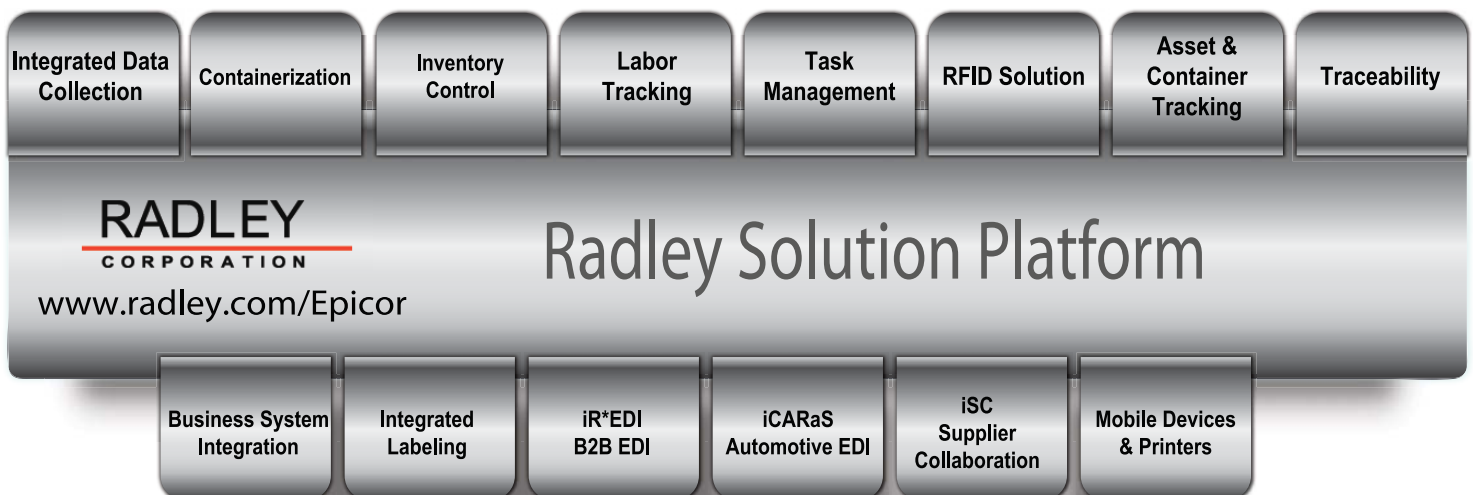 Integrated Data
Collection
Containerization
Inventory
Control
Labor
Tracking
Task
Management
RFID Solution
Asset &
Container
Tracking
Traceability
RADLEY
CORPORATION
www.radley.com/Epicor
Radley Solution Platform
Business System
Integration
Integrated
Labeling
iR*EDI
B2B EDI
iCARaS
Automotive EDI
iSC
Supplier
Collaboration
Mobile Devices
& Printers